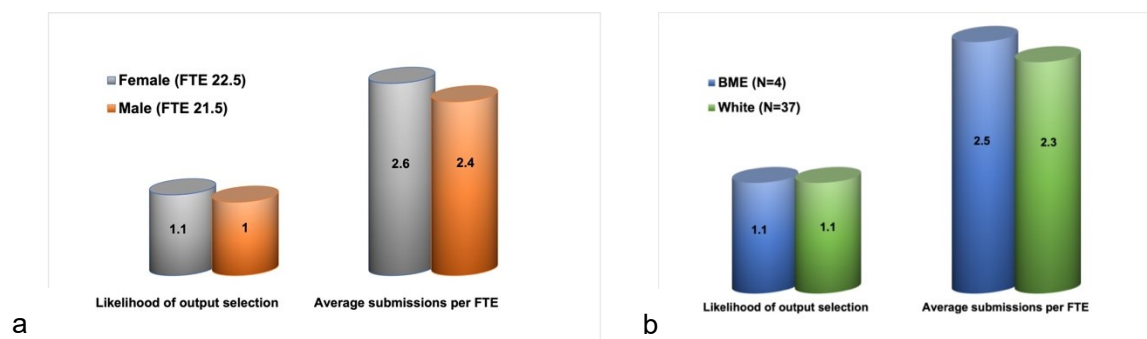 Female (FTE 22.5)
Male (FTE 21.5)
2.6
2.4
1.1
1
Likelihood of output selection
Average submissions per FTE
a
BME (N=4)
White (N=37)
2.5
2.3
1.1
1.1
Likelihood of output selection
Average submissions per FTE
b